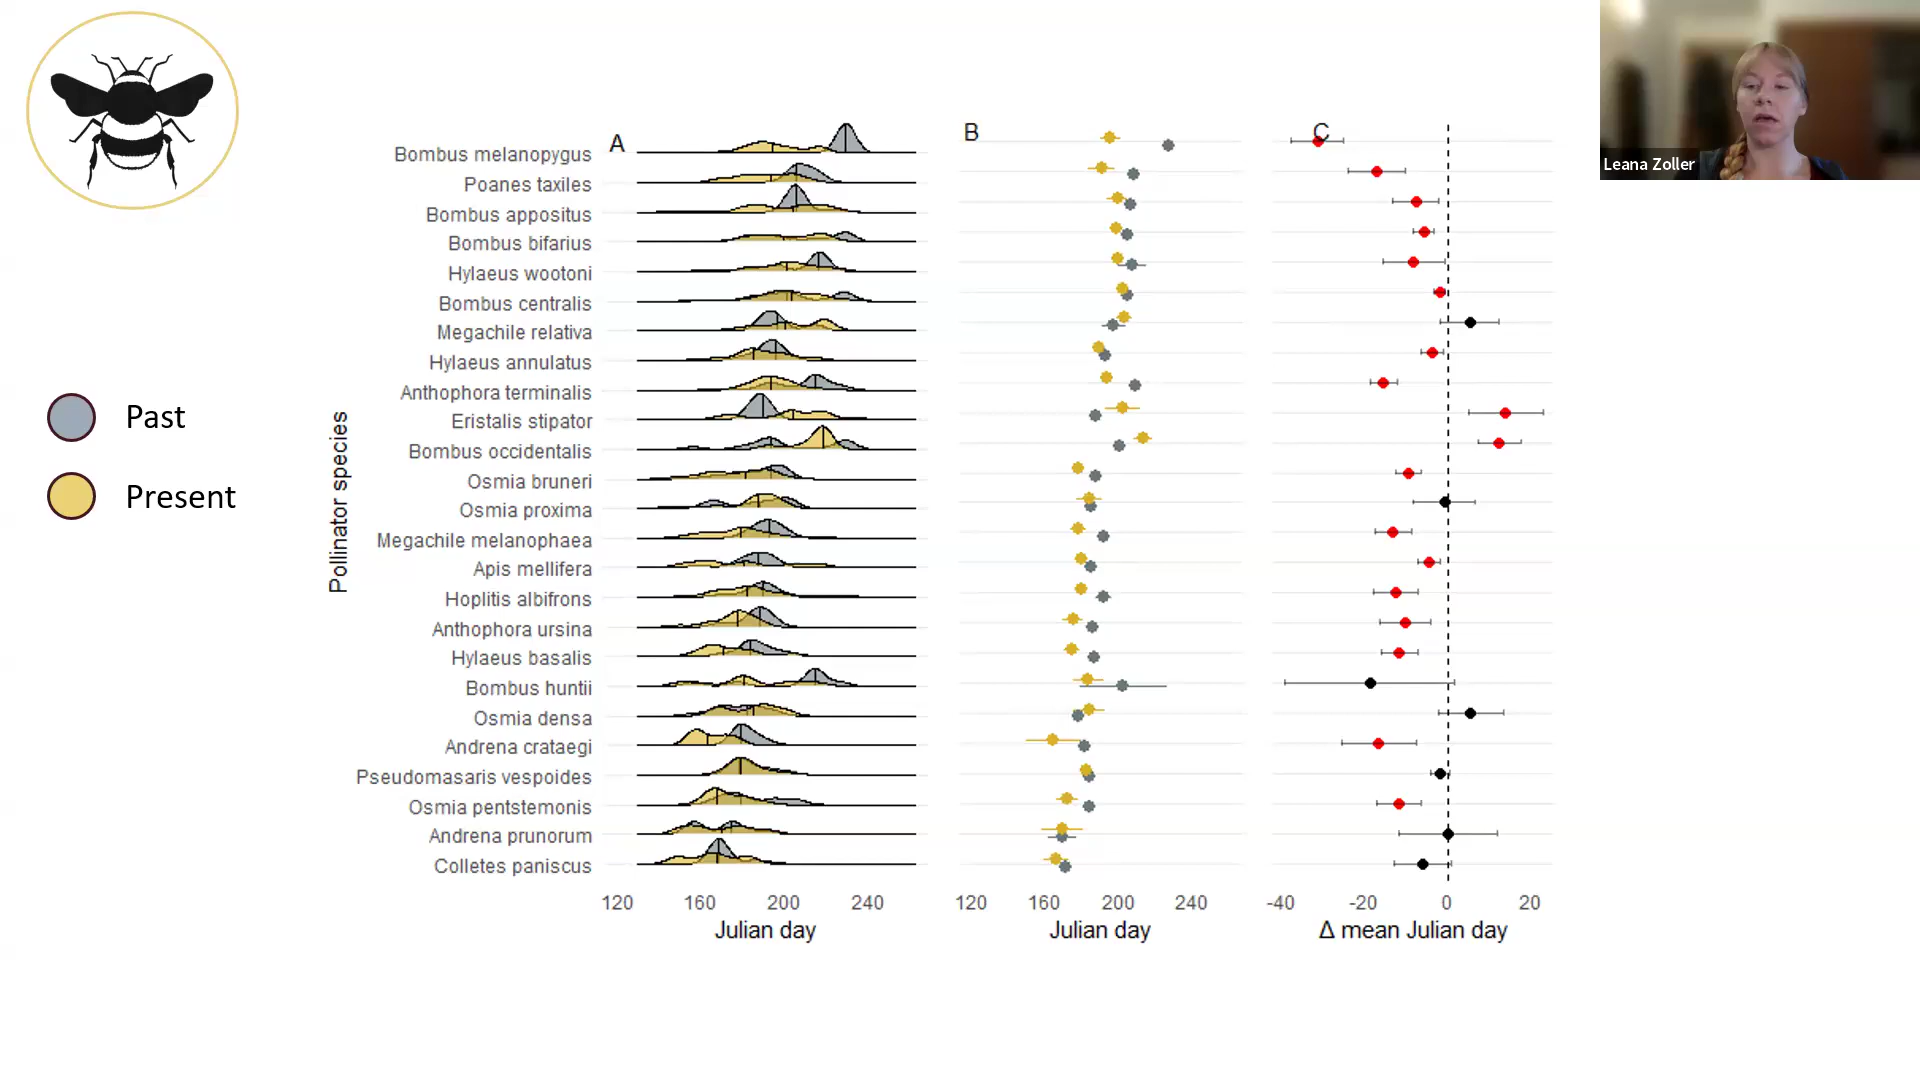 Leana Zoller
Past
Present
Pollinator species
Bombus melanopygus
Poanes taxiles
Bombus appositus
Bombus bifarius
Hylaeus wootoni
Bombus centralis
Megachile relativa
Hylaeus annulatus
Anthophora terminalis
Eristalis stipator
Bombus occidentalis
Osmia bruneri
Osmia proxima
Megachile melanophaea
Apis mellifera
Hoplitis albifrons
Anthophora ursina
Hylaeus basalis
Bombus huntii
Osmia densa
Andrena crataegi
Pseudomasaris vespoides
Osmia pentstemonis
Andrena prunorum
Colletes paniscus
A
120 160 200 240
Julian day
B
120 160 200 240
Julian day
C
-40 -20 0 20
Δ mean Julian day